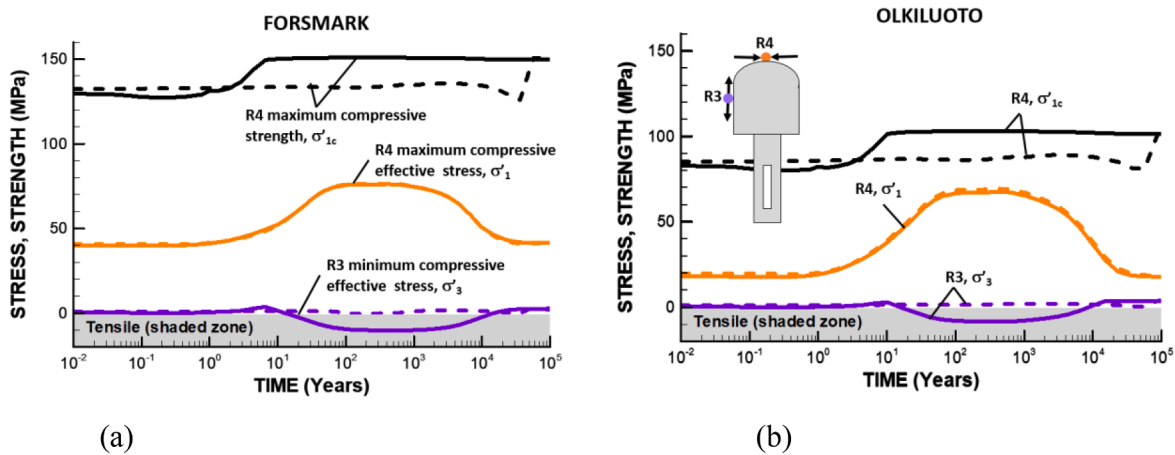 FORSMARK
STRESS, STRENGTH (MPa)
150
100
50
0
R4 maximum compressive
strength, σ'1c
R4 maximum compressive
effective stress, σ'1
R3 minimum compressive
effective stress, σ'3
Tensile (shaded zone)
10-2 10-1 100 101 102 103 104 105
TIME (Years)
(a)
OLKILUOTO
STRESS, STRENGTH (MPa)
150
100
50
0
R4
R3
R4, σ'1c
R4, σ'1
R3, σ'3
Tensile (shaded zone)
10-2 10-1 100 101 102 103 104 105
TIME (Years)
(b)